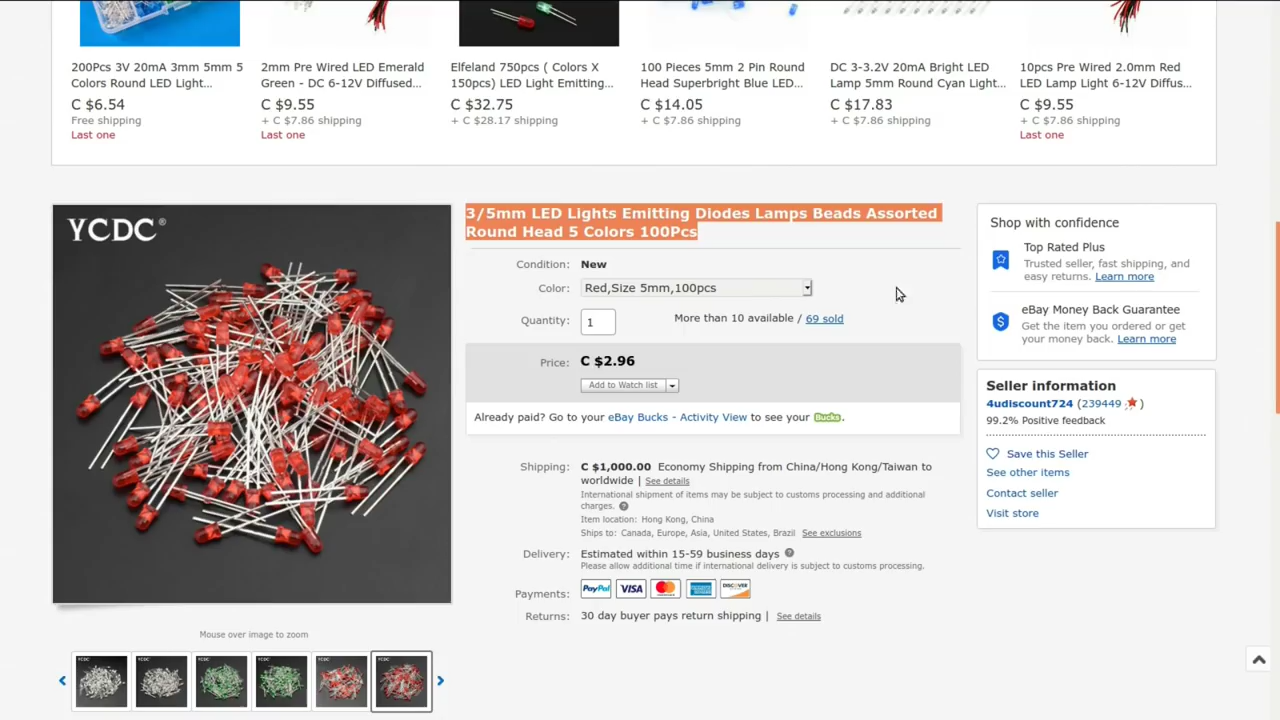 200Pcs 3V 20mA 3mm 5mm 5
Colors Round LED Light...
C $6.54
Free shipping
Last one
2mm Pre Wired LED Emerald
Green - DC 6-12V Diffused...
C $9.55
+ C $7.86 shipping
Last one
Elfeland 750pcs ( Colors X
150pcs) LED Light Emitting...
C $32.75
+ C $28.17 shipping
100 Pieces 5mm 2 Pin Round
Head Superbright Blue LED...
C $14.05
+ C $7.86 shipping
DC 3-3.2V 20mA Bright LED
Lamp 5mm Round Cyan Light...
C $17.83
+ C $7.86 shipping
10pcs Pre Wired 2.0mm Red
LED Lamp Light 6-12V Diffus...
C $9.55
+ C $7.86 shipping
Last one
YCDC®
3/5mm LED Lights Emitting Diodes Lamps Beads Assorted
Round Head 5 Colors 100Pcs
Condition: New
Color: Red,Size 5mm,100pcs
Quantity: 1 More than 10 available / 69 sold
Price: C $2.96
Add to Watch list
Already paid? Go to your eBay Bucks - Activity View to see your Bucks.
Shipping: C $1,000.00 Economy Shipping from China/Hong Kong/Taiwan to
worldwide | See details
International shipment of items may be subject to customs processing and additional
charges. ?
Item location: Hong Kong, China
Ships to: Canada, Europe, Asia, United States, Brazil See exclusions
Delivery: Estimated within 15-59 business days ?
Please allow additional time if international delivery is subject to customs processing.
Payments: PayPal VISA MasterCard AMERICAN EXPRESS DISCOVER
Returns: 30 day buyer pays return shipping | See details
Shop with confidence
Top Rated Plus
Trusted seller, fast shipping, and
easy returns. Learn more
$
eBay Money Back Guarantee
Get the item you ordered or get
your money back. Learn more
Seller information
4udiscount724 (239449 )
99.2% Positive feedback
Save this Seller
See other items
Contact seller
Visit store
Mouse over image to zoom
YCDC
YCDC
YCDC
YCDC
YCDC
YCDC